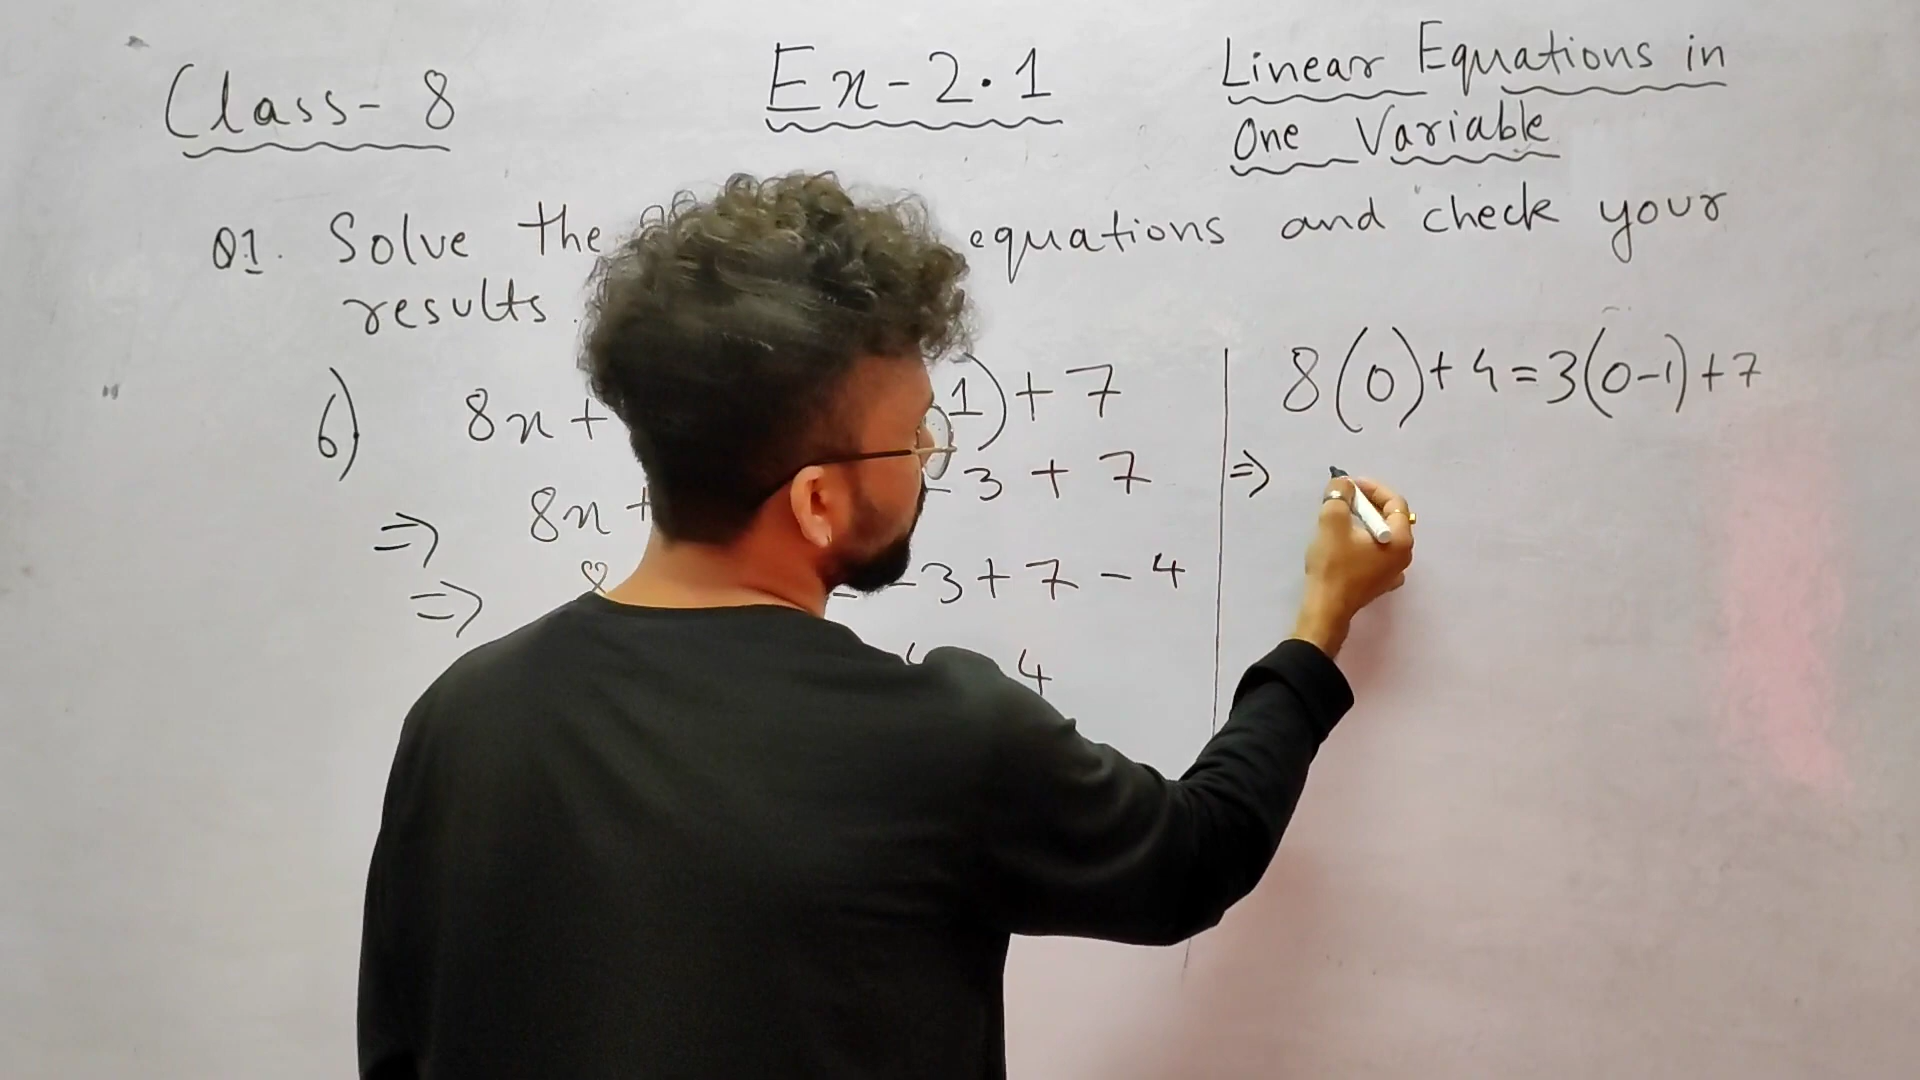 Class- 8
Ex - 2.1
Linear Equations in
One Variable
Q1. Solve the equations and check your
results.
6) 8x + 1) + 7
⇒ 8x + - 3 + 7
⇒ 8 = -3 + 7 - 4
4
8(0) + 4 = 3(0-1) + 7
⇒